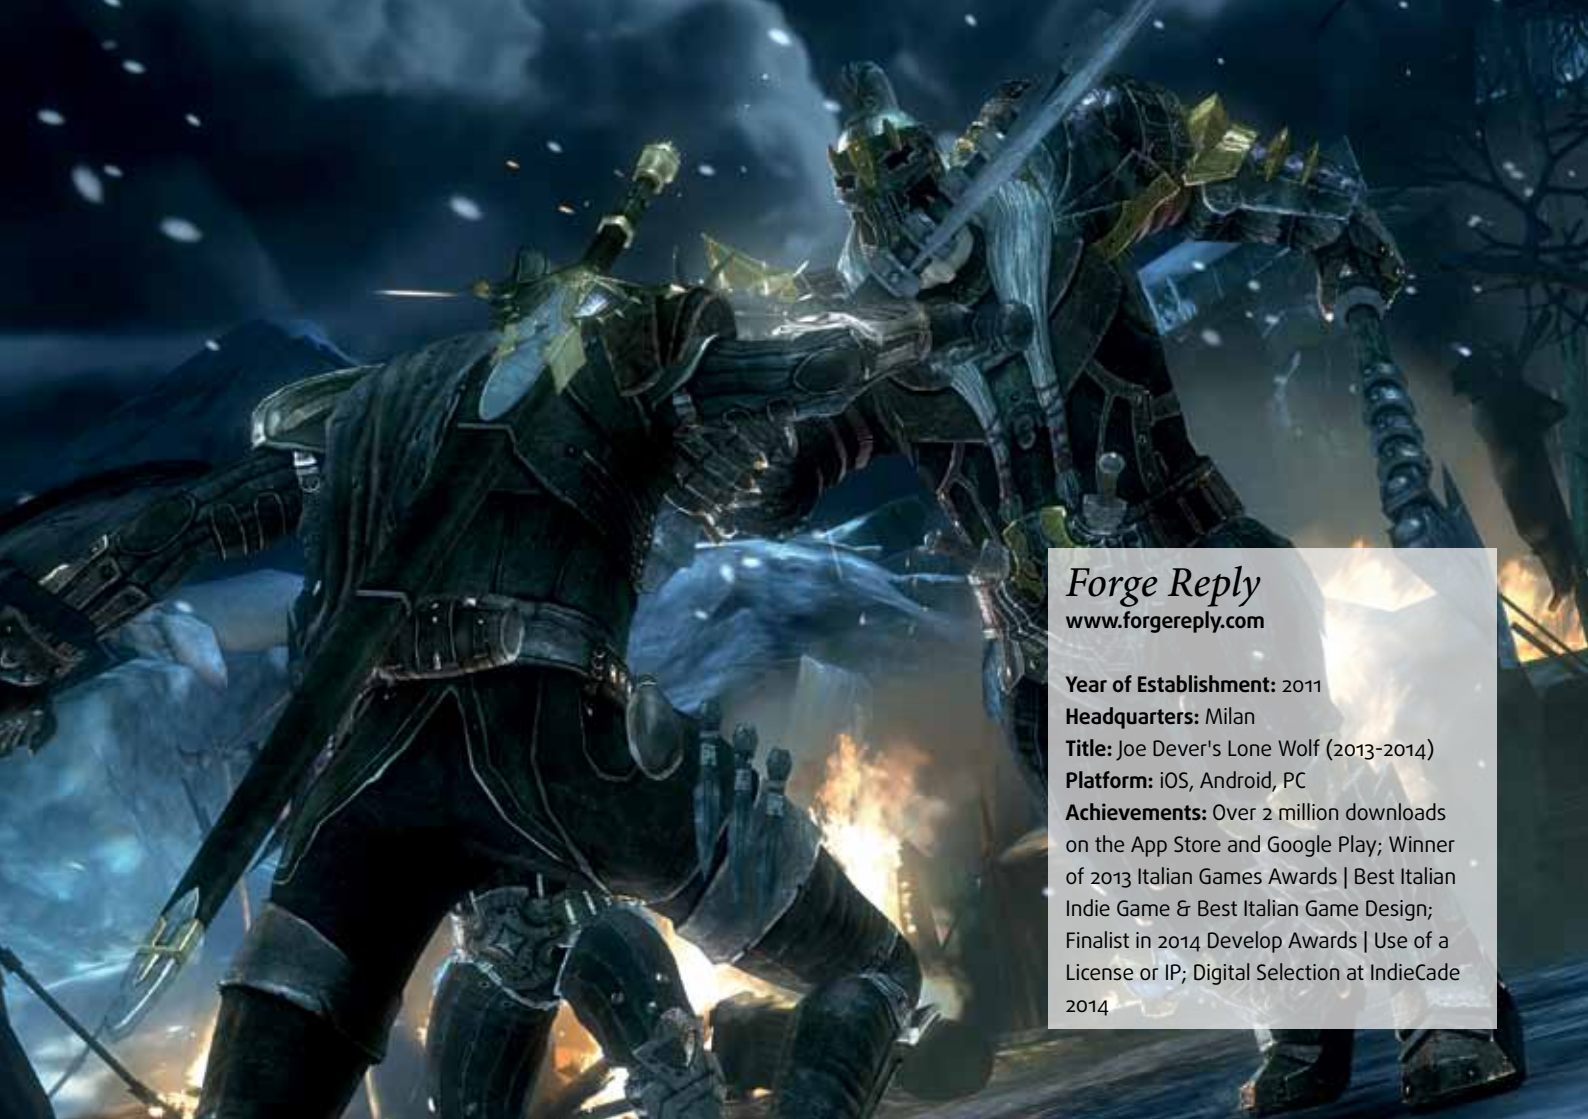 Forge Reply
www.forgereply.com
Year of Establishment: 2011
Headquarters: Milan
Title: Joe Dever's Lone Wolf (2013-2014)
Platform: iOS, Android, PC
Achievements: Over 2 million downloads
on the App Store and Google Play; Winner
of 2013 Italian Games Awards | Best Italian
Indie Game & Best Italian Game Design;
Finalist in 2014 Develop Awards | Use of a
License or IP; Digital Selection at IndieCade
2014